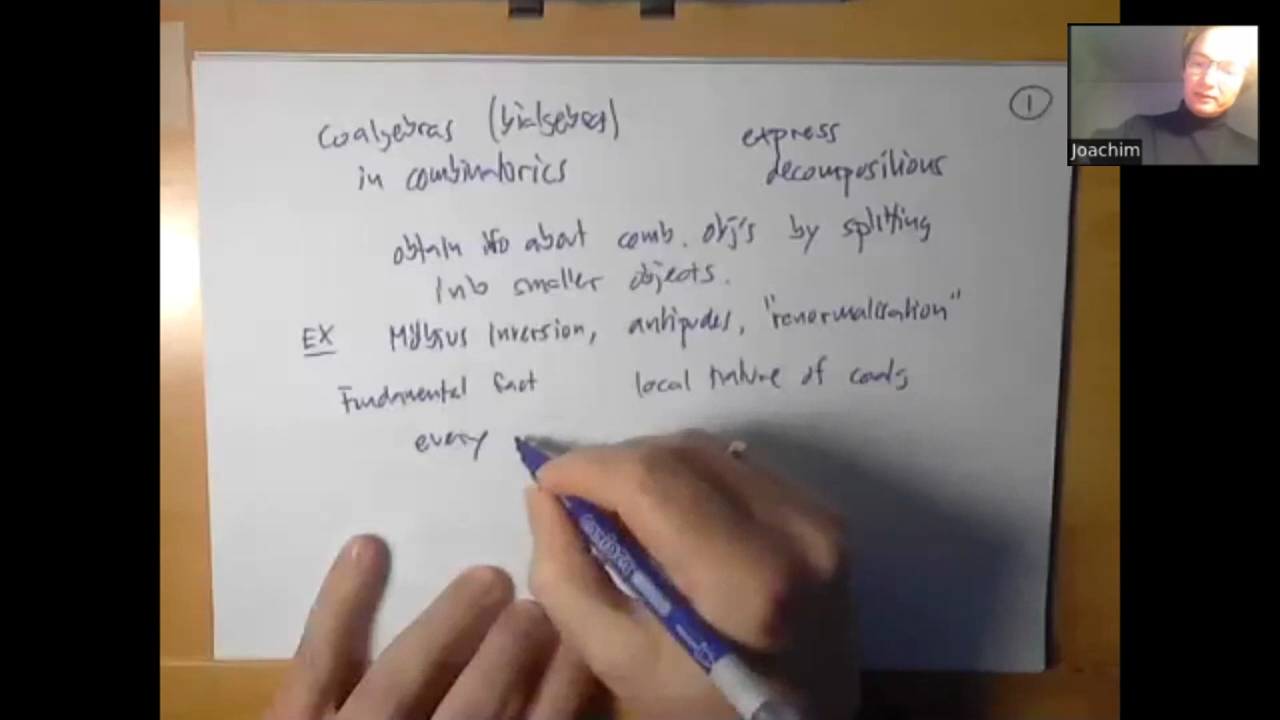 ①
Coalgebras (bialgebras) express
in combinatorics decompositions
obtain info about comb. obj's by splitting
into smaller objects.
EX Möbius inversion, antipodes, "renormalisation"
Fundamental fact local nature of coalg
every
Joachim